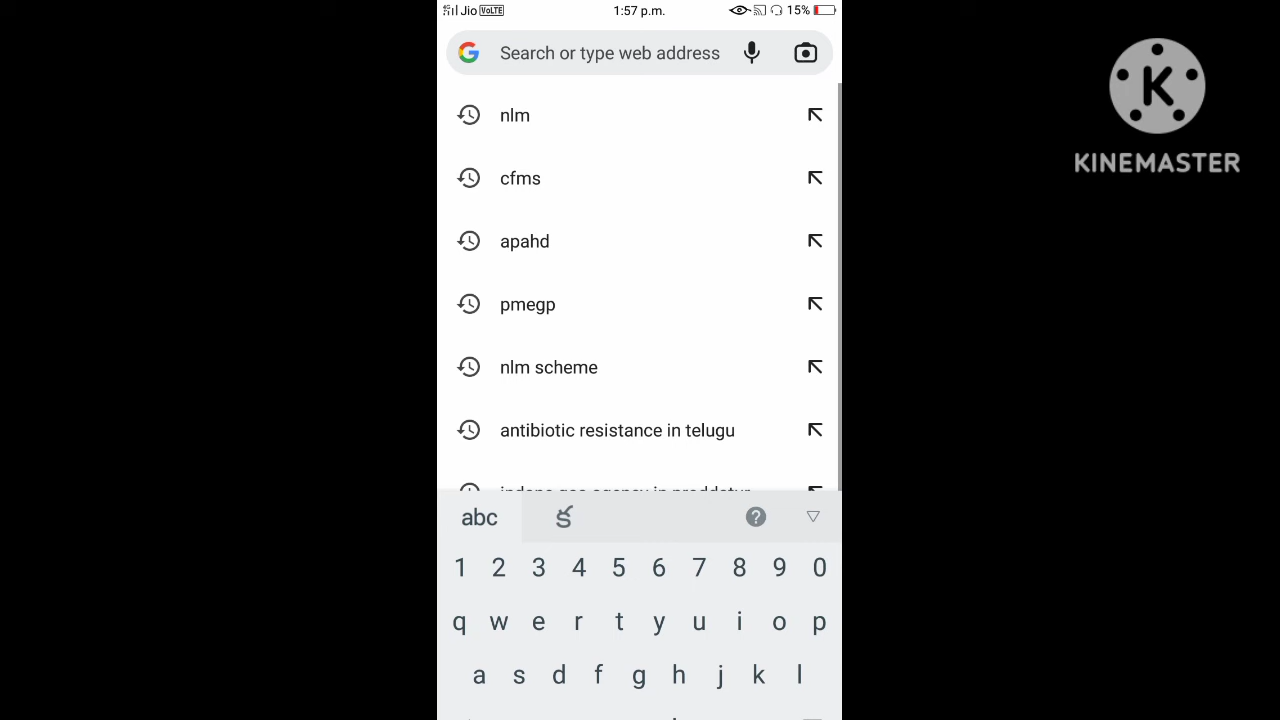 Jio VoLTE 1:57 p.m. 15%
Search or type web address
nlm
cfms
apahd
pmegp
nlm scheme
antibiotic resistance in telugu
abc క ?
1 2 3 4 5 6 7 8 9 0
q w e r t y u i o p
a s d f g h j k l
K
KINEMASTER